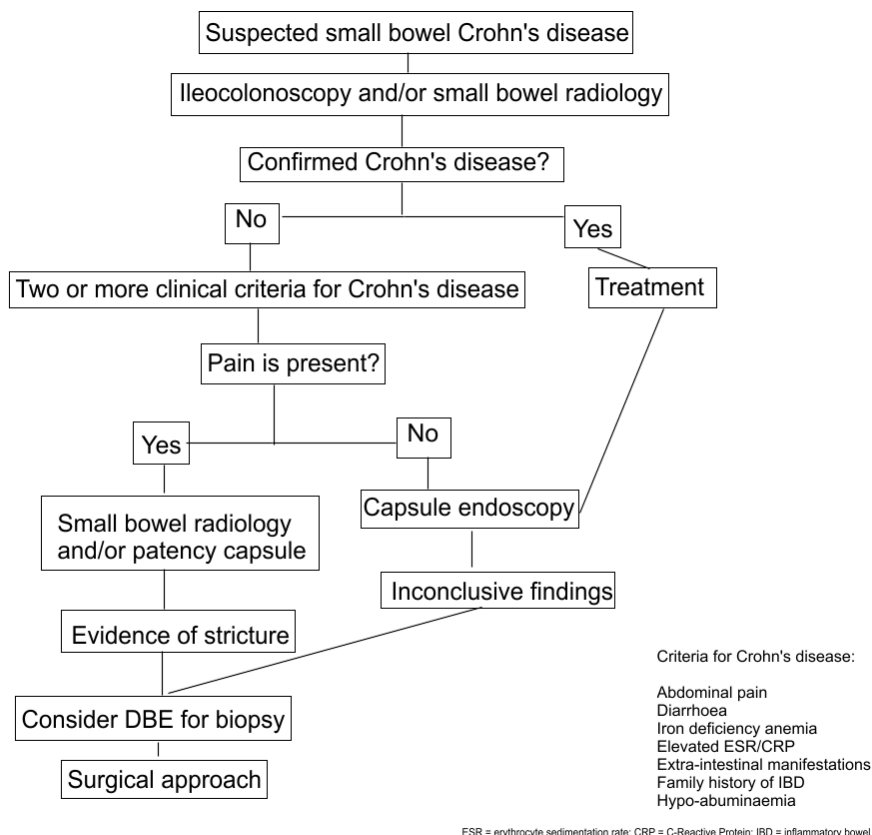 Suspected small bowel Crohn's disease
Ileocolonoscopy and/or small bowel radiology
Confirmed Crohn's disease?
No
Yes
Two or more clinical criteria for Crohn's disease
Treatment
Pain is present?
Yes
No
Small bowel radiology
and/or patency capsule
Capsule endoscopy
Inconclusive findings
Evidence of stricture
Consider DBE for biopsy
Surgical approach
Criteria for Crohn's disease:
Abdominal pain
Diarrhoea
Iron deficiency anemia
Elevated ESR/CRP
Extra-intestinal manifestations
Family history of IBD
Hypo-abuminaemia
ESR = erythrocyte sedimentation rate; CRP = C-Reactive Protein; IBD = inflammatory bowel